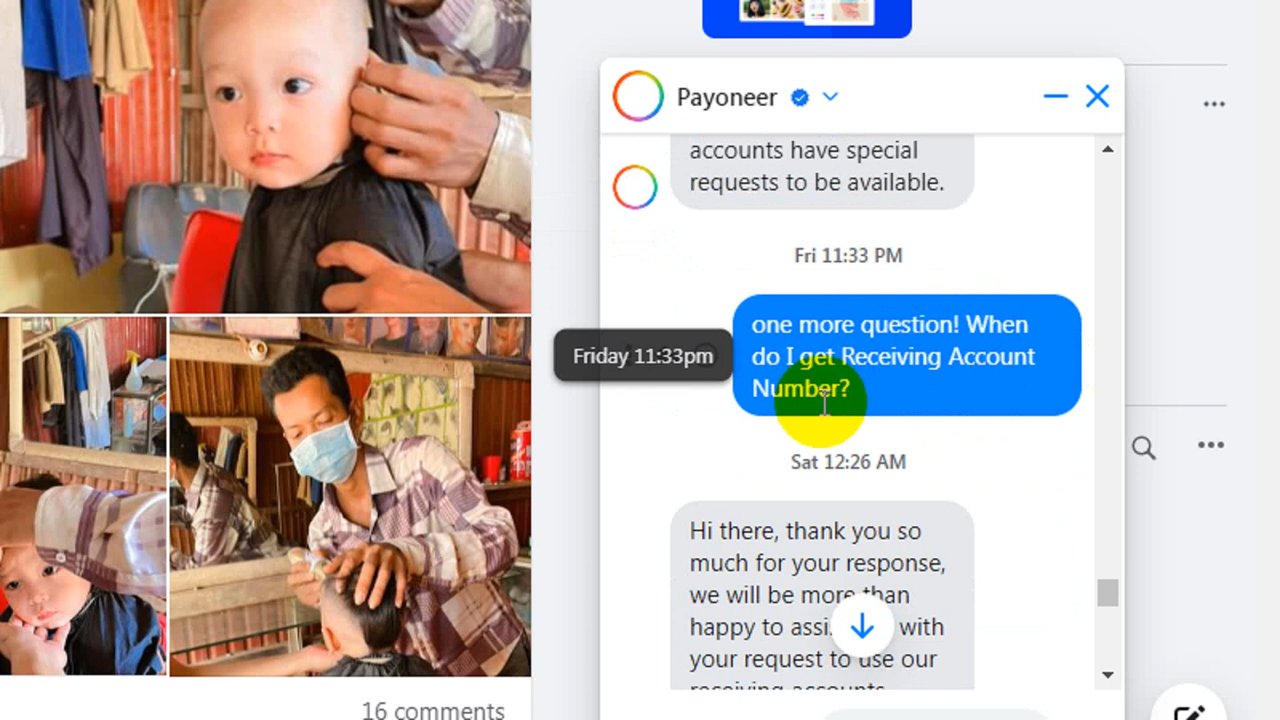 Payoneer
accounts have special
requests to be available.
Fri 11:33 PM
one more question! When
do I get Receiving Account
Number?
Friday 11:33pm
Sat 12:26 AM
Hi there, thank you so
much for your response,
we will be more than
happy to assi with
your request to use our
receiving accounts
16 comments